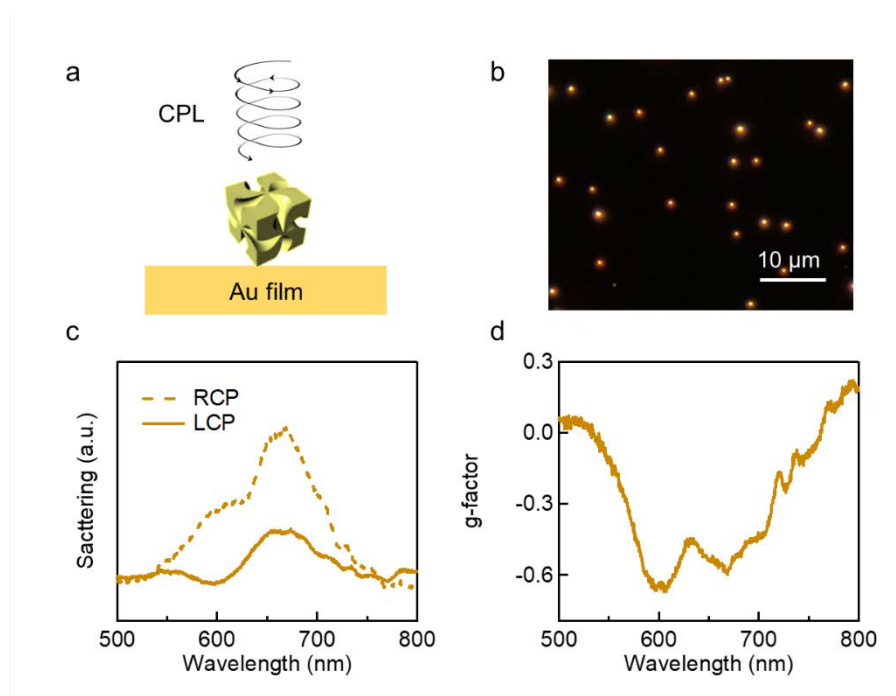 a
CPL
Au film
b
10 µm
c
Sacttering (a.u.)
RCP
LCP
500
600
700
800
Wavelength (nm)
d
g-factor
0.3
0.0
-0.3
-0.6
500
600
700
800
Wavelength (nm)